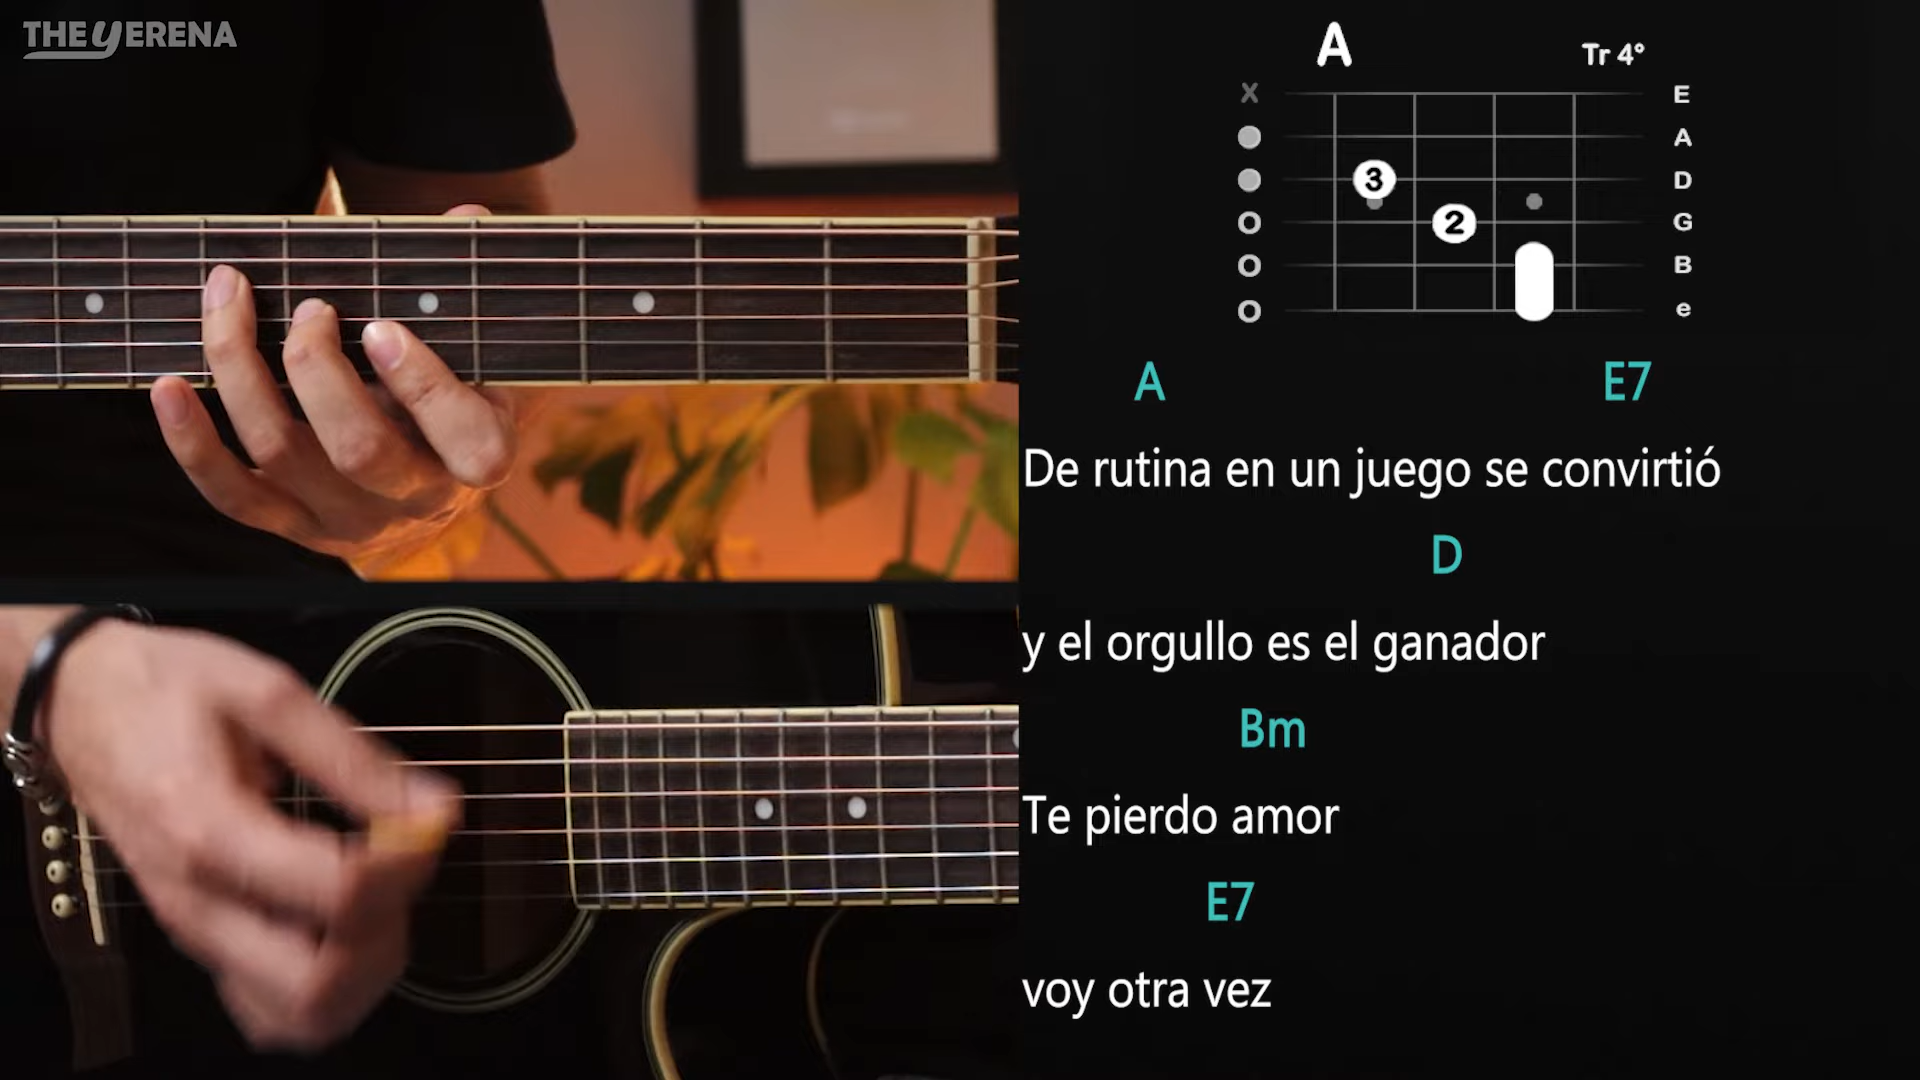 THEYERENA
A
Tr 4°
X
E
A
3
D
2
O
G
O
B
O
e
A E7
De rutina en un juego se convirtió
D
y el orgullo es el ganador
Bm
Te pierdo amor
E7
voy otra vez